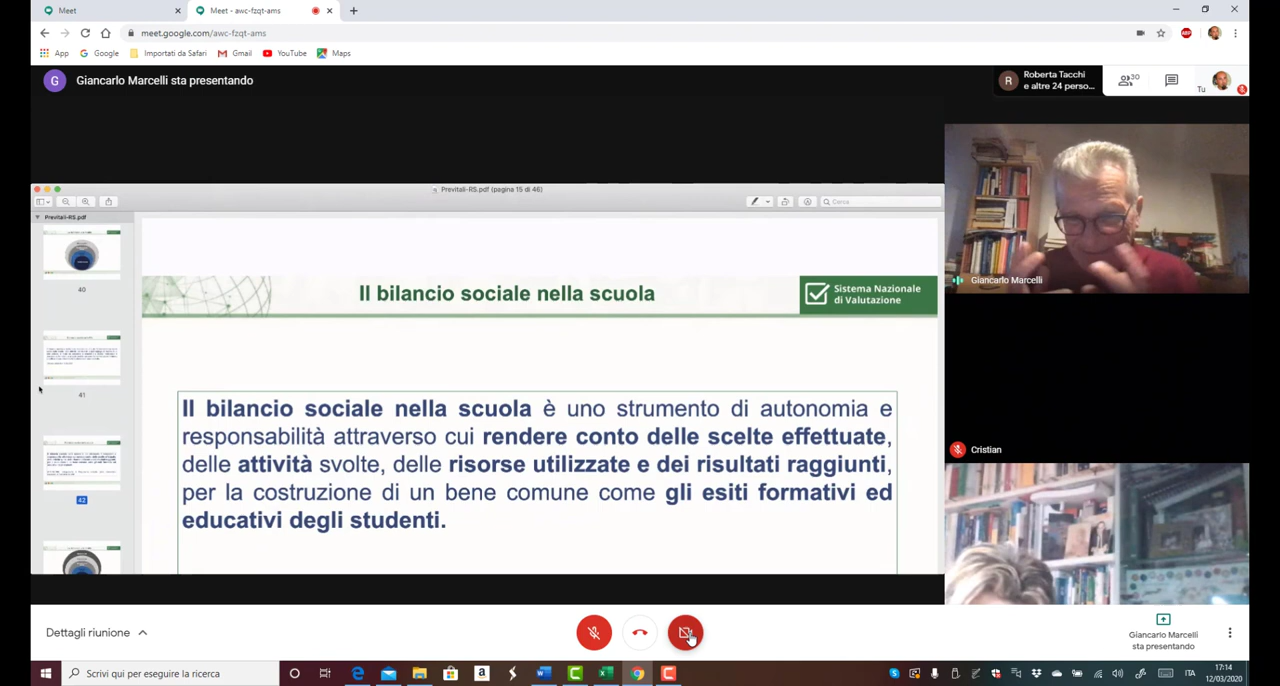 Meet
Meet - awc-fzqt-ams
meet.google.com/awc-fzqt-ams
ABP
App
Google
Importati da Safari
Gmail
YouTube
Maps
G
Giancarlo Marcelli sta presentando
R
Roberta Tacchi
e altre 24 perso...
30
Tu
Previtali-RS.pdf (pagina 15 di 46)
Cerca
Previtali-RS.pdf
40
41
42
Il bilancio sociale nella scuola
Sistema Nazionale
di Valutazione
Il bilancio sociale nella scuola è uno strumento di autonomia e
responsabilità attraverso cui rendere conto delle scelte effettuate,
delle attività svolte, delle risorse utilizzate e dei risultati raggiunti,
per la costruzione di un bene comune come gli esiti formativi ed
educativi degli studenti.
Giancarlo Marcelli
Cristian
Dettagli riunione
Giancarlo Marcelli
sta presentando
Scrivi qui per eseguire la ricerca
ITA
17:14
12/03/2020